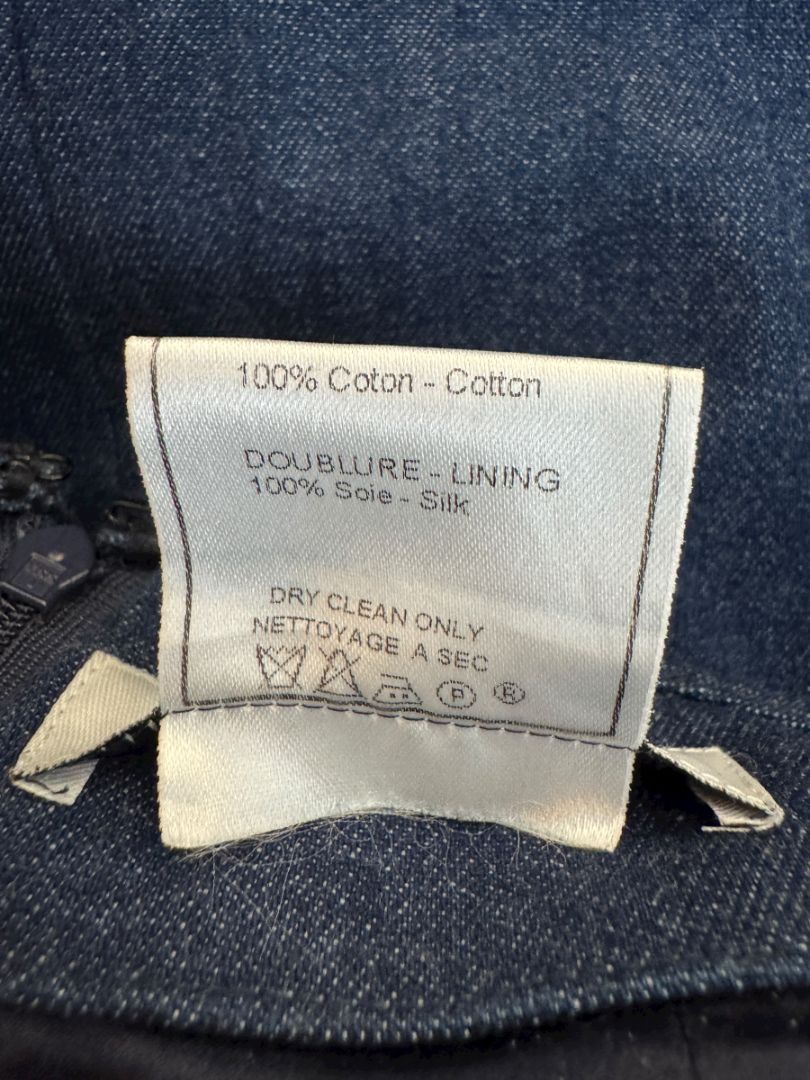 100% Coton - Cotton
DOUBLURE - LINING
100% Soie - Silk
DRY CLEAN ONLY
NETTOYAGE A SEC
P ®